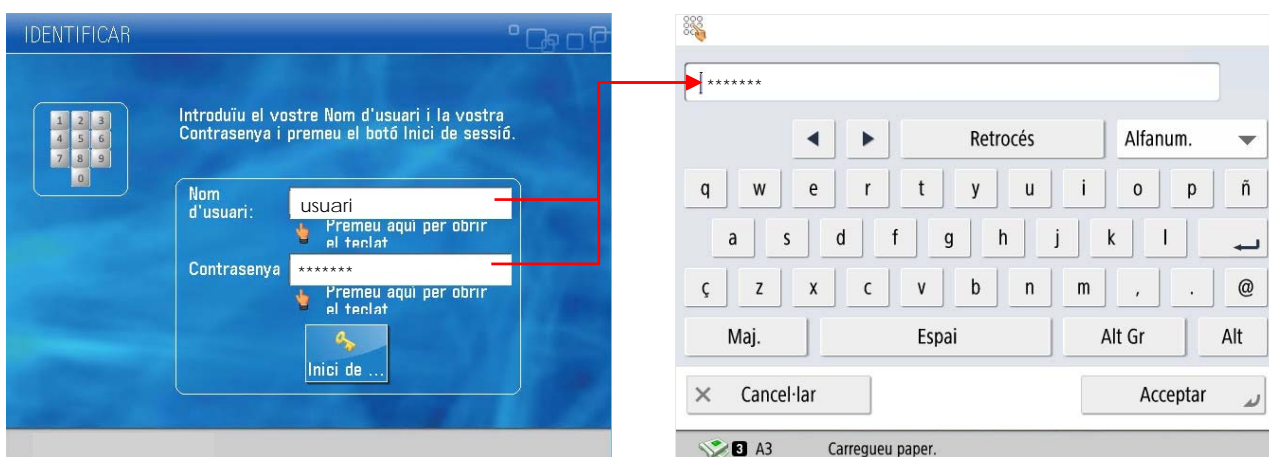 IDENTIFICAR
1 2 3
4 5 6
7 8 9
0
Introduïu el vostre Nom d'usuari i la vostra
Contrasenya i premeu el botó Inici de sessió.
Nom
d'usuari:
usuari
Premeu aquí per obrir
el teclat
Contrasenya
*******
Premeu aquí per obrir
el teclat
Inici de ...
*******
Retrocés
Alfanum.
q w e r t y u i o p ñ
a s d f g h j k l
ç z x c v b n m , . @
Maj. Espai Alt Gr Alt
Cancel·lar Acceptar
3 A3 Carregueu paper.